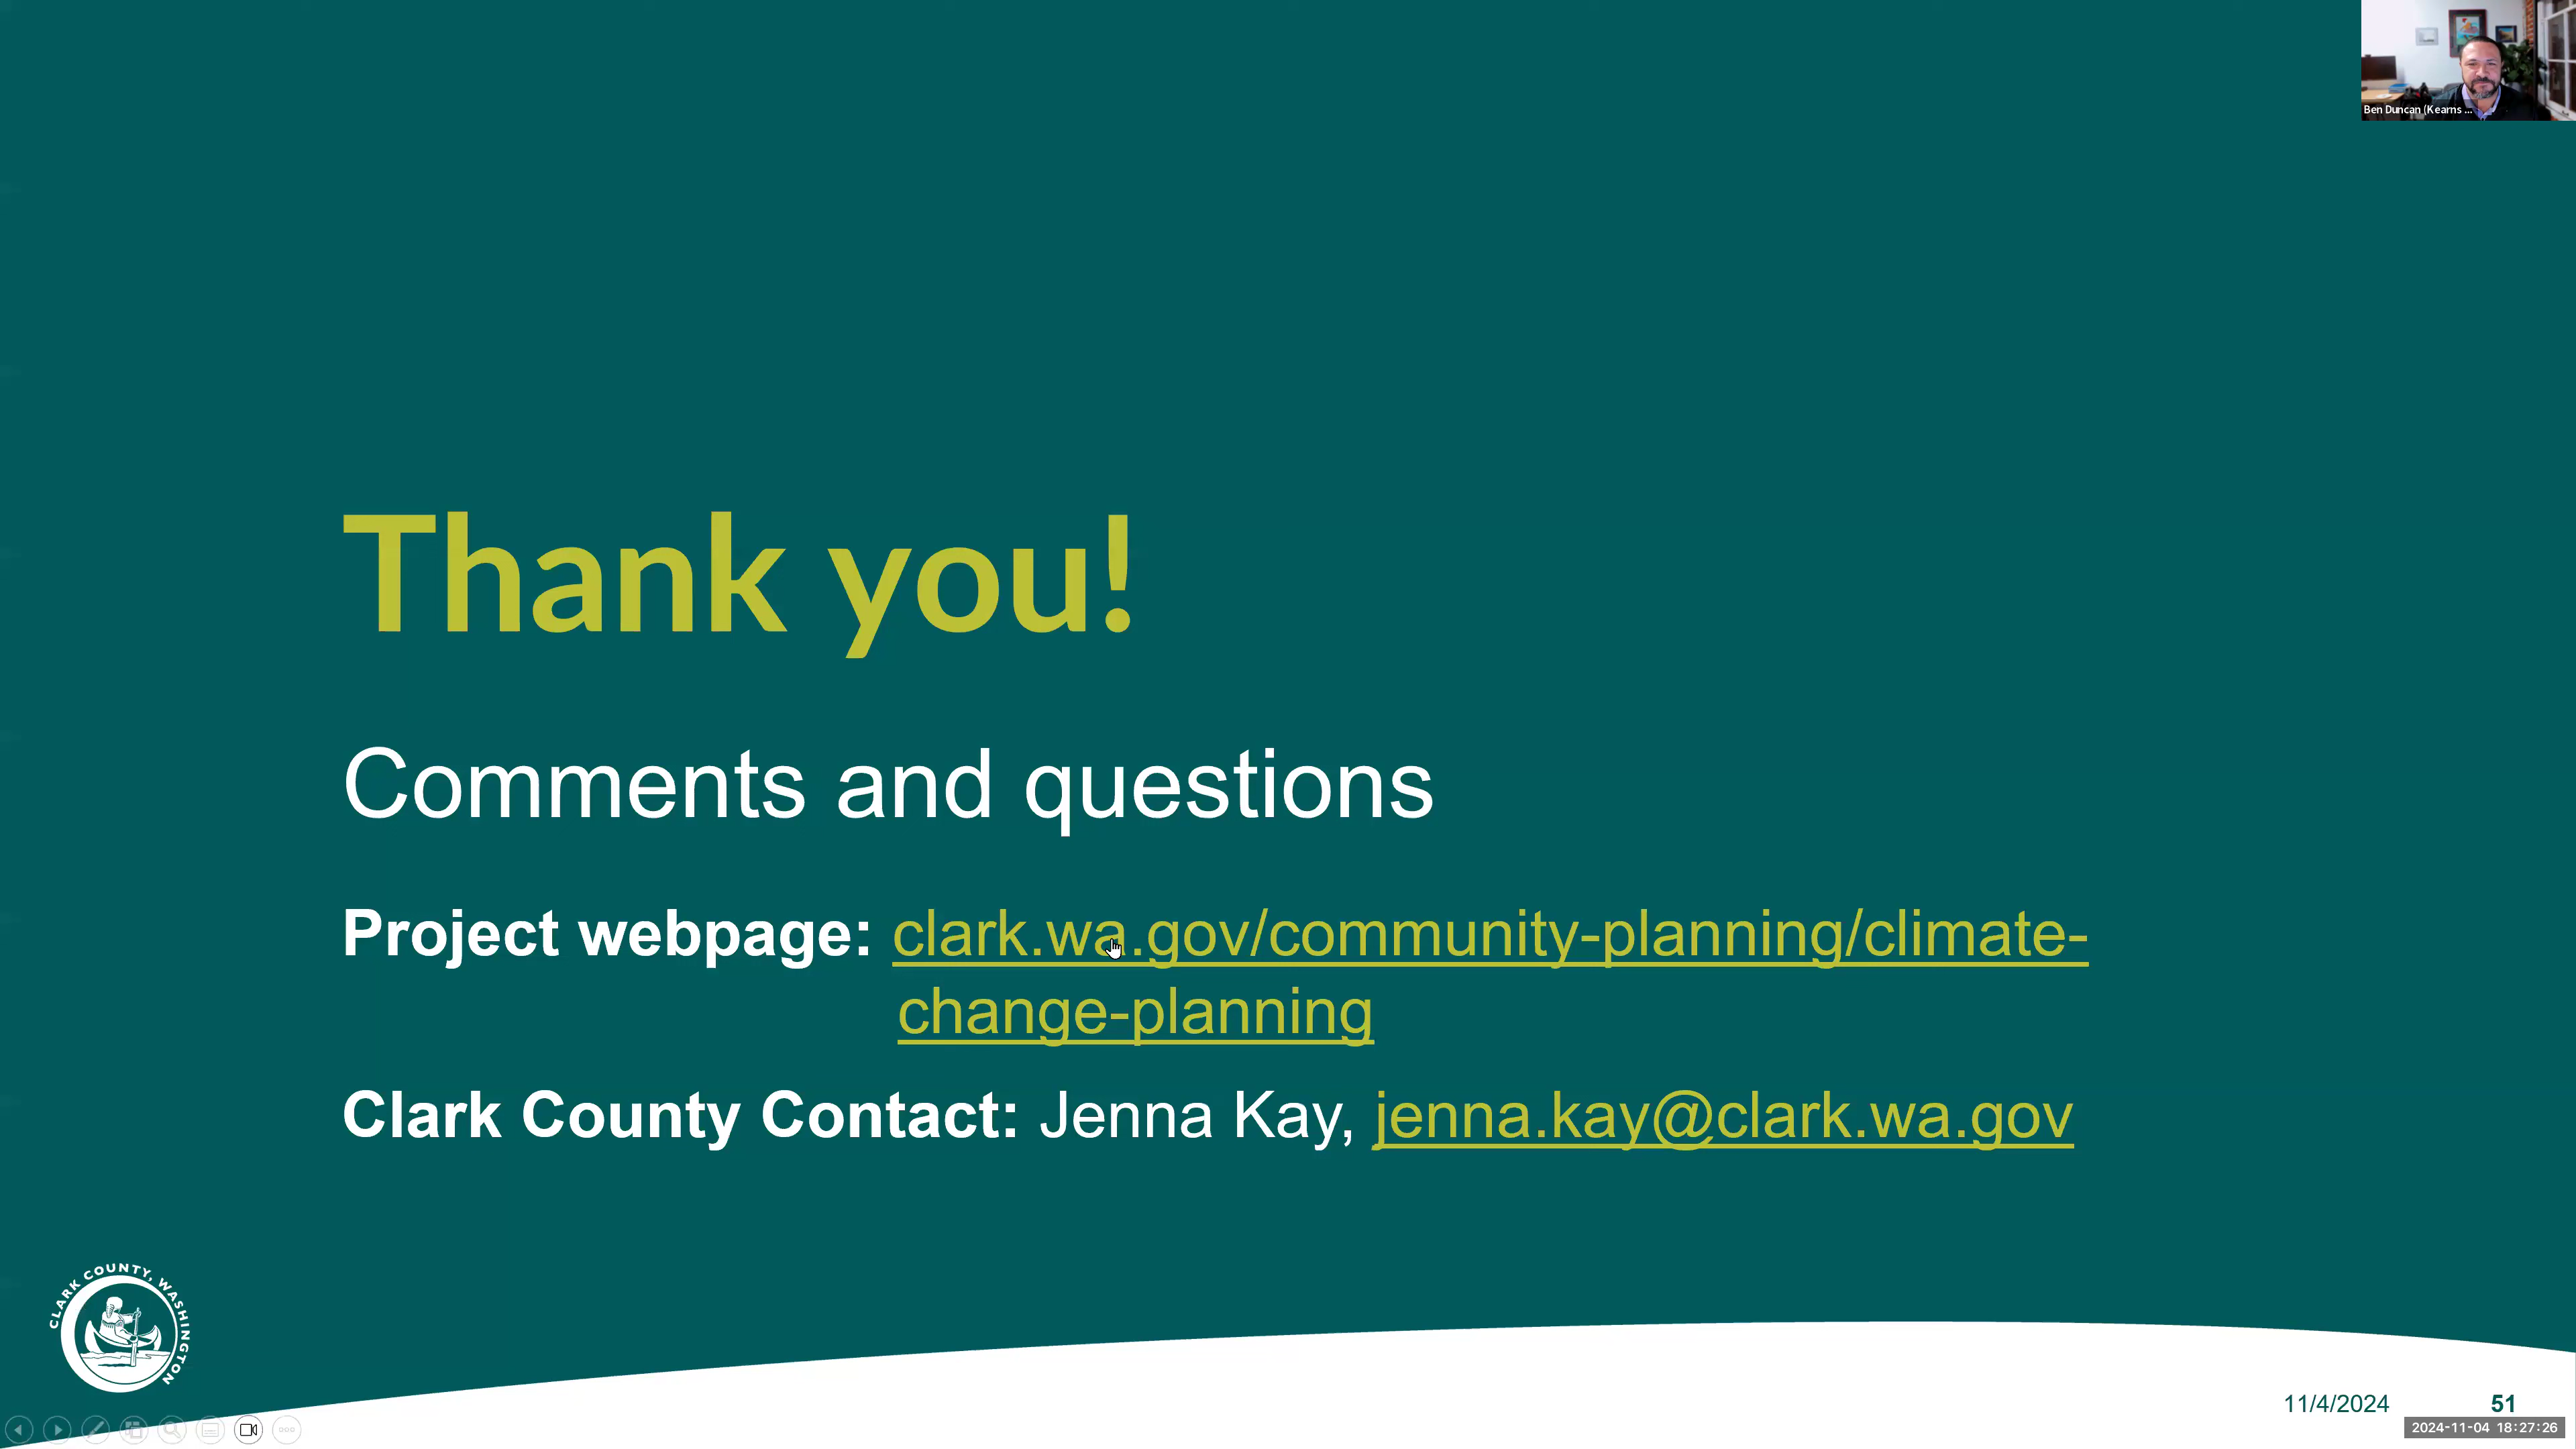 Ben Duncan (Kearns ...
Thank you!
Comments and questions
Project webpage: clark.wa.gov/community-planning/climate-
change-planning
Clark County Contact: Jenna Kay, jenna.kay@clark.wa.gov
CLARK COUNTY, WASHINGTON
11/4/2024 51
2024-11-04 18:27:26